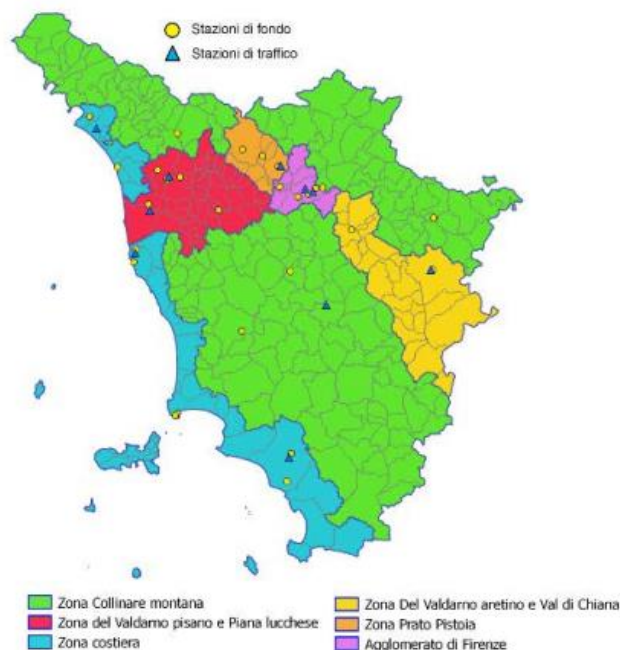 Stazioni di fondo
Stazioni di traffico
Zona Collinare montana
Zona del Valdarno pisano e Piana lucchese
Zona costiera
Zona Del Valdarno aretino e Val di Chiana
Zona Prato Pistoia
Agglomerato di Firenze